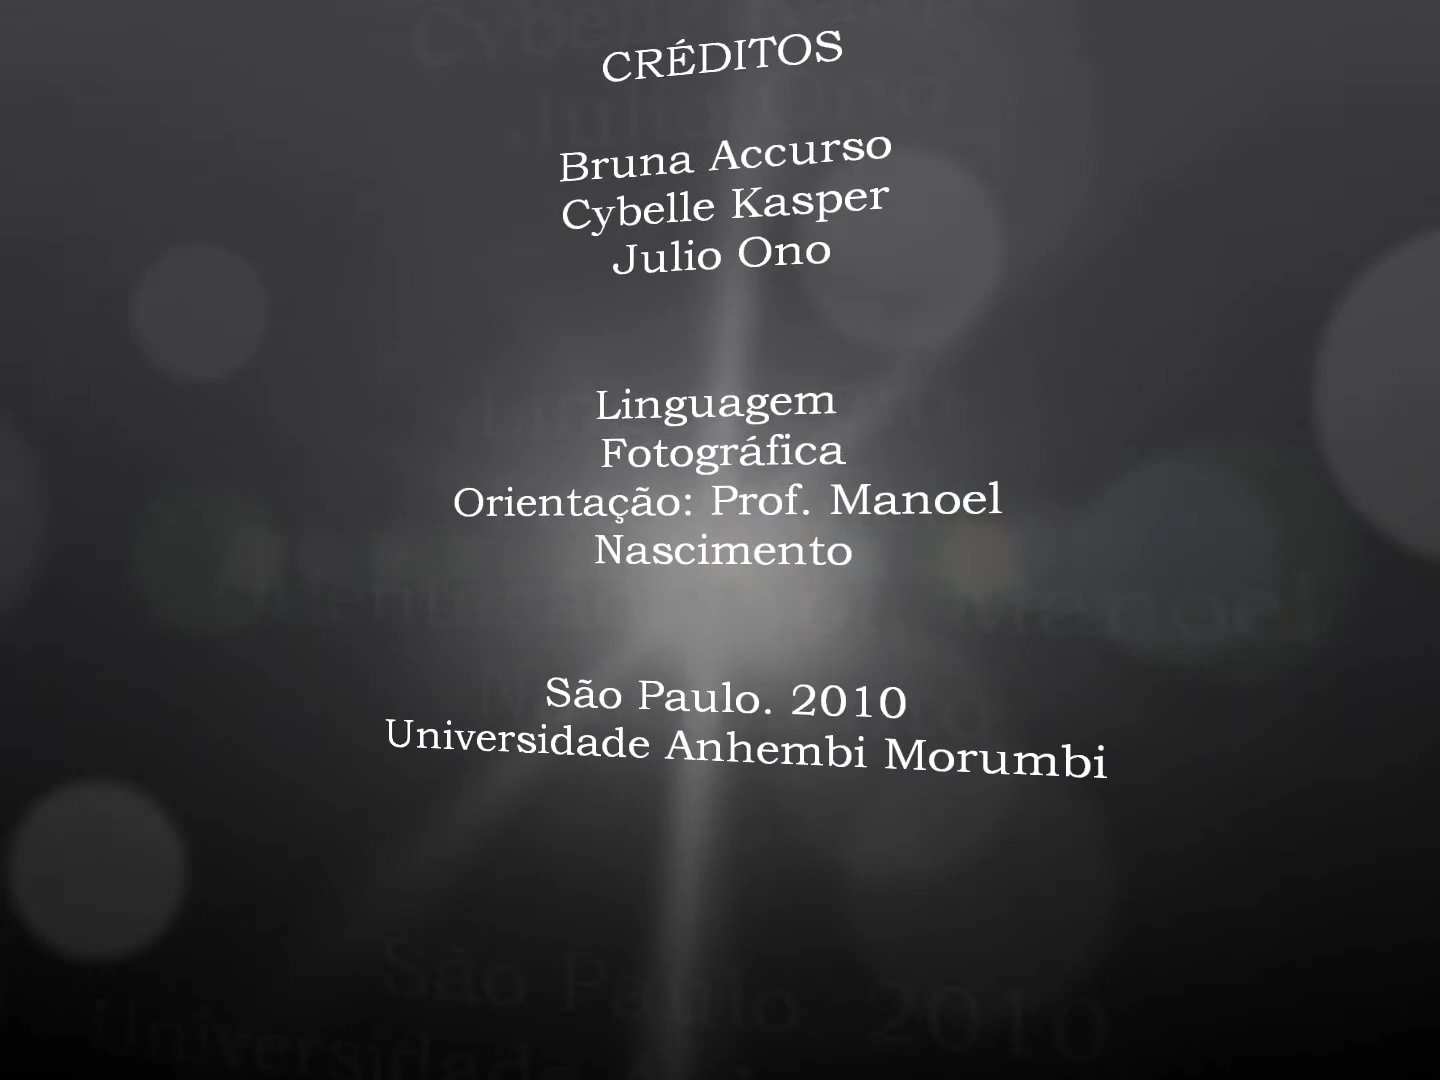 CRÉDITOS
Bruna Accurso
Cybelle Kasper
Julio Ono
Linguagem
Fotográfica
Orientação: Prof. Manoel
Nascimento
São Paulo. 2010
Universidade Anhembi Morumbi